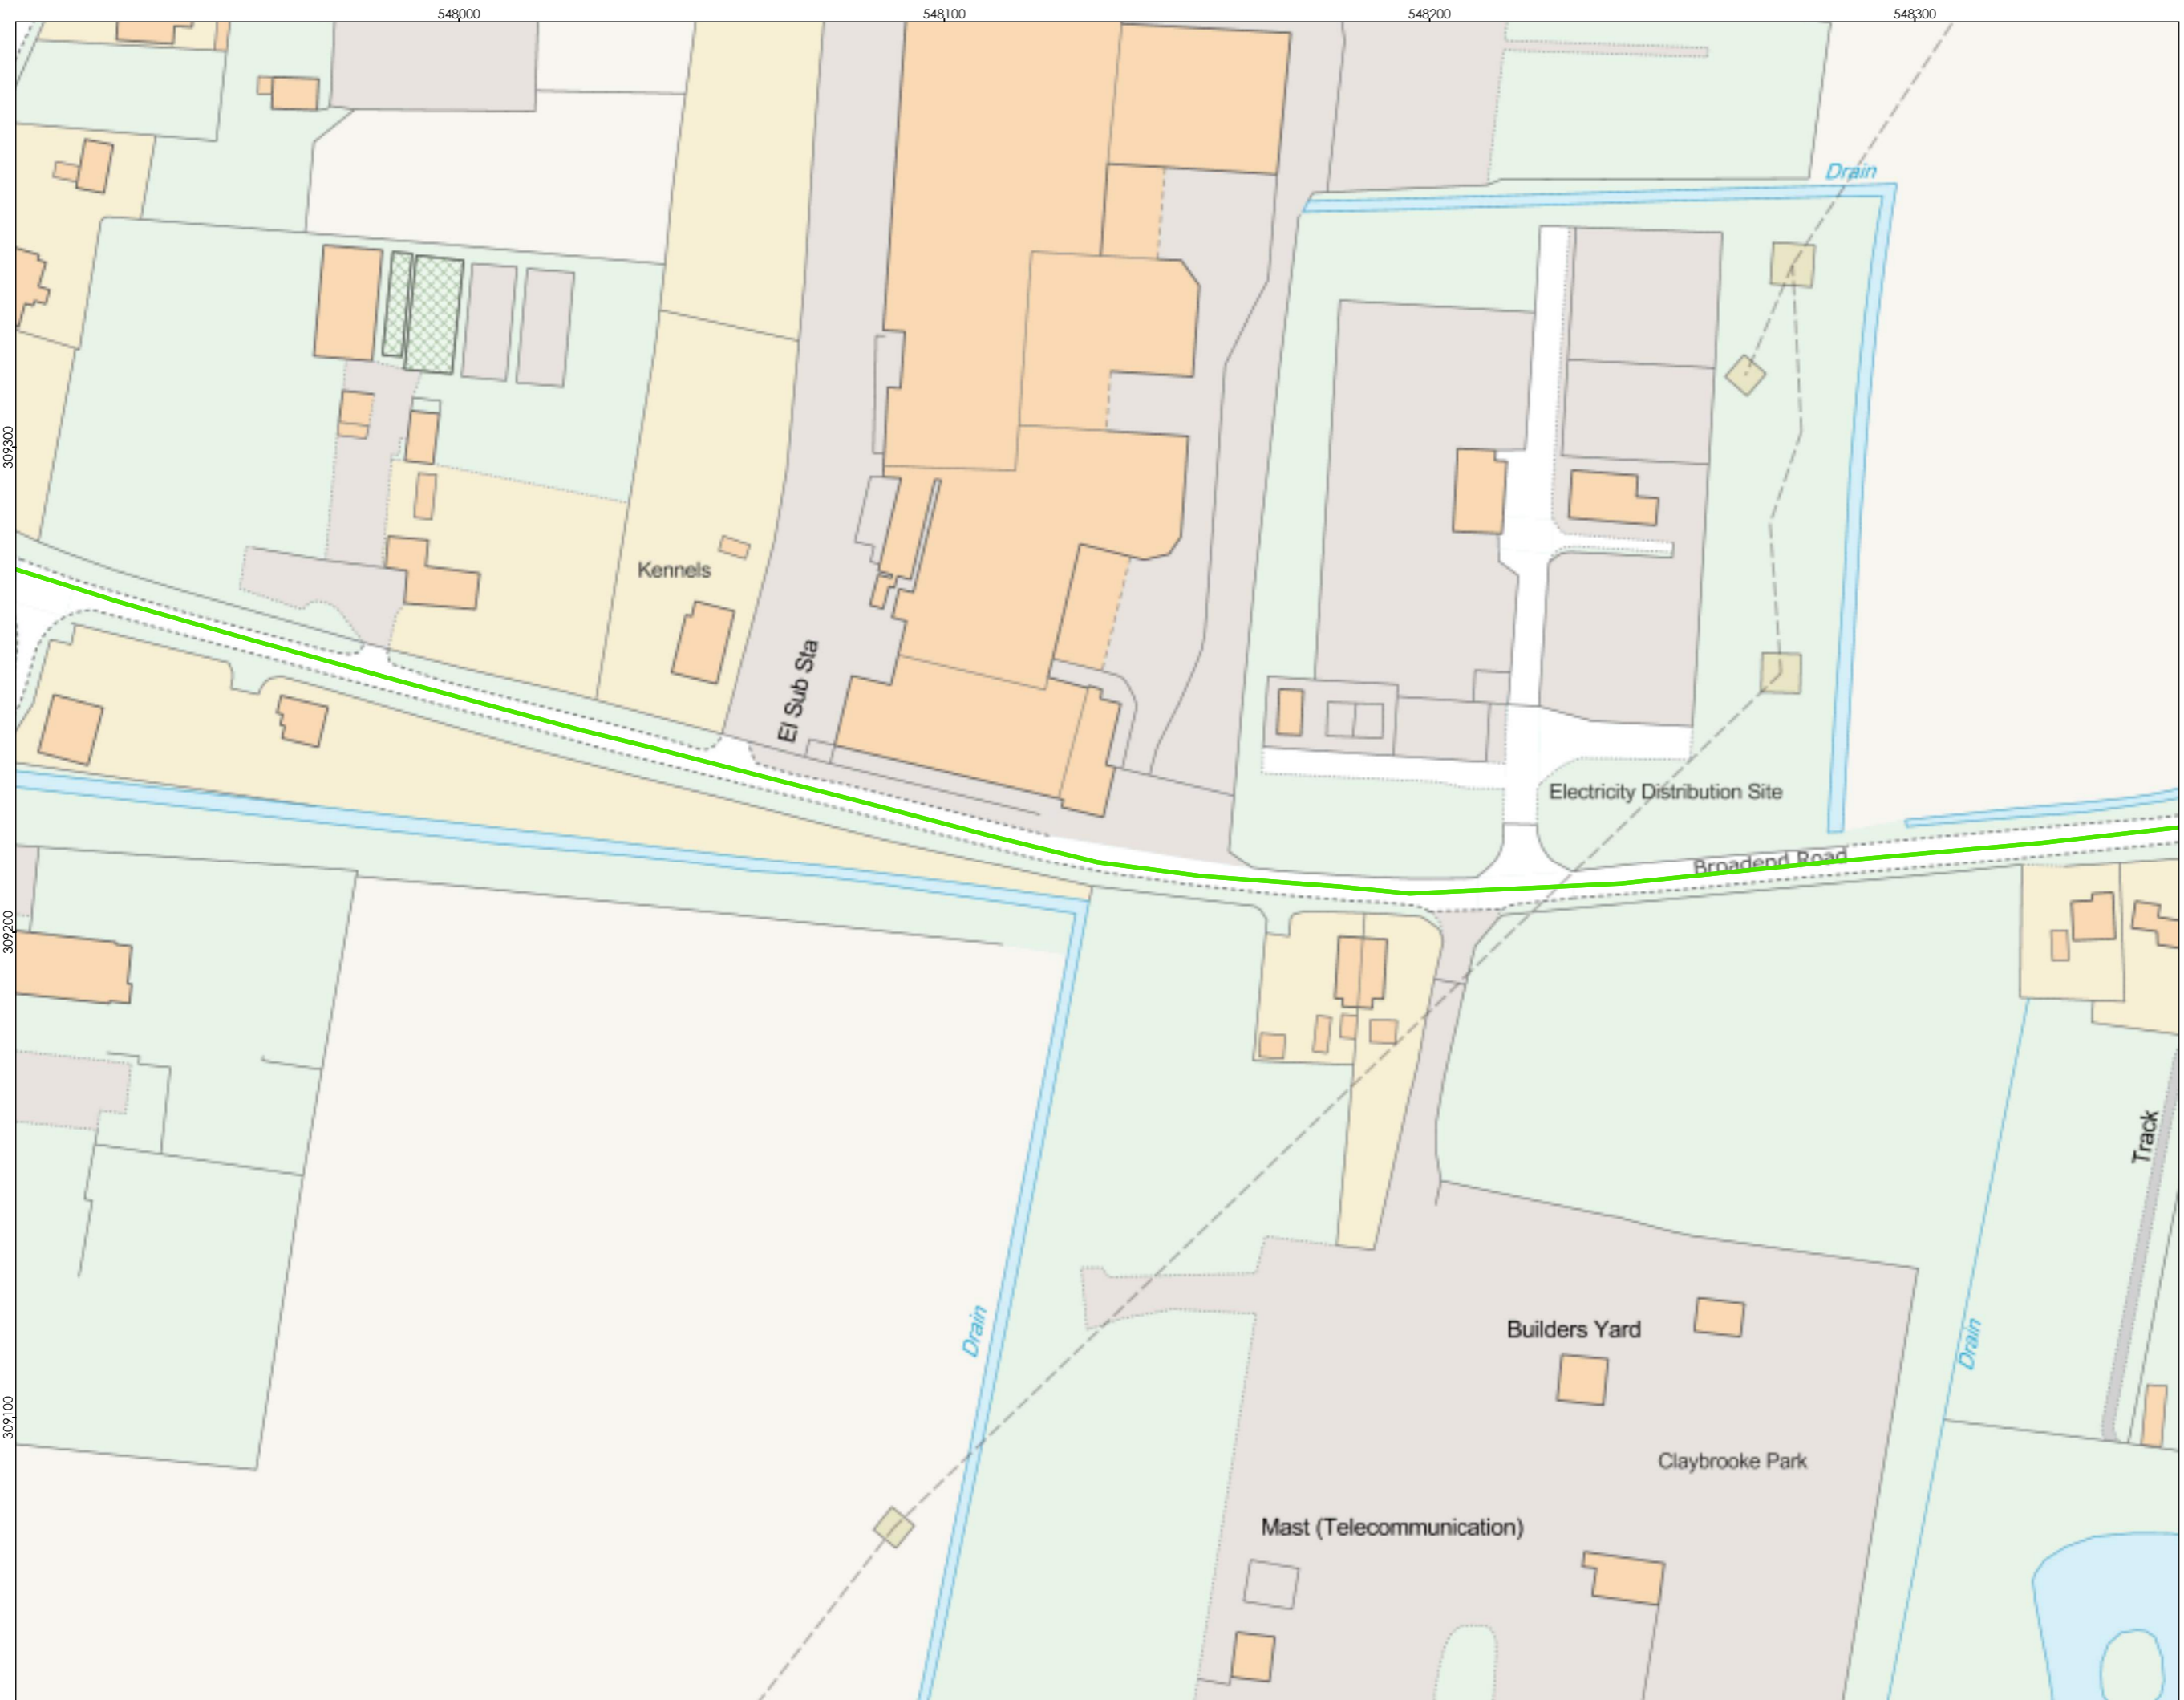 548000
548100
548200
548300
Drain
309300
Kennels
El Sub Sta
Electricity Distribution Site
Broadend Road
309200
Track
Drain
Builders Yard
Drain
309100
Claybrooke Park
Mast (Telecommunication)